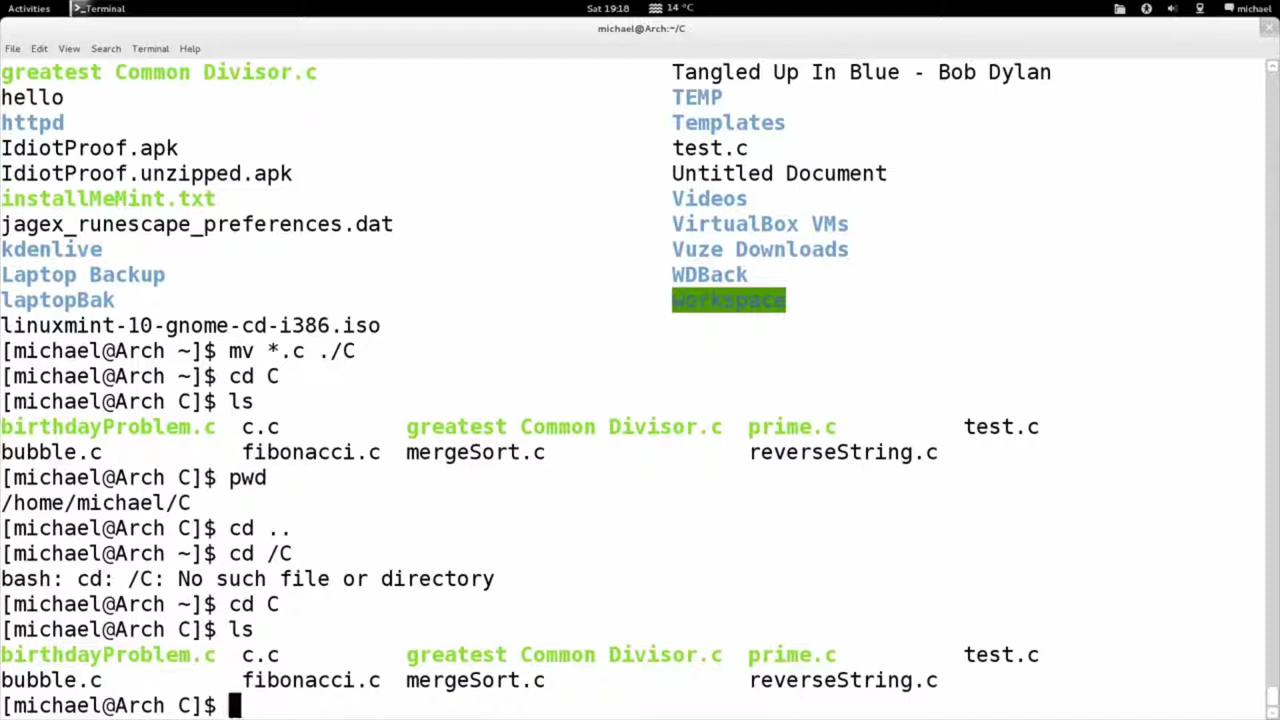 Activities >_Terminal Sat 19:18 14 °C michael
michael@Arch:~/C
File Edit View Search Terminal Help
greatest Common Divisor.c Tangled Up In Blue - Bob Dylan
hello TEMP
httpd Templates
IdiotProof.apk test.c
IdiotProof.unzipped.apk Untitled Document
installMeMint.txt Videos
jagex_runescape_preferences.dat VirtualBox VMs
kdenlive Vuze Downloads
Laptop Backup WDBack
laptopBak workspace
linuxmint-10-gnome-cd-i386.iso
[michael@Arch ~]$ mv *.c ./C
[michael@Arch ~]$ cd C
[michael@Arch C]$ ls
birthdayProblem.c c.c greatest Common Divisor.c prime.c test.c
bubble.c fibonacci.c mergeSort.c reverseString.c
[michael@Arch C]$ pwd
/home/michael/C
[michael@Arch C]$ cd ..
[michael@Arch ~]$ cd /C
bash: cd: /C: No such file or directory
[michael@Arch ~]$ cd C
[michael@Arch C]$ ls
birthdayProblem.c c.c greatest Common Divisor.c prime.c test.c
bubble.c fibonacci.c mergeSort.c reverseString.c
[michael@Arch C]$